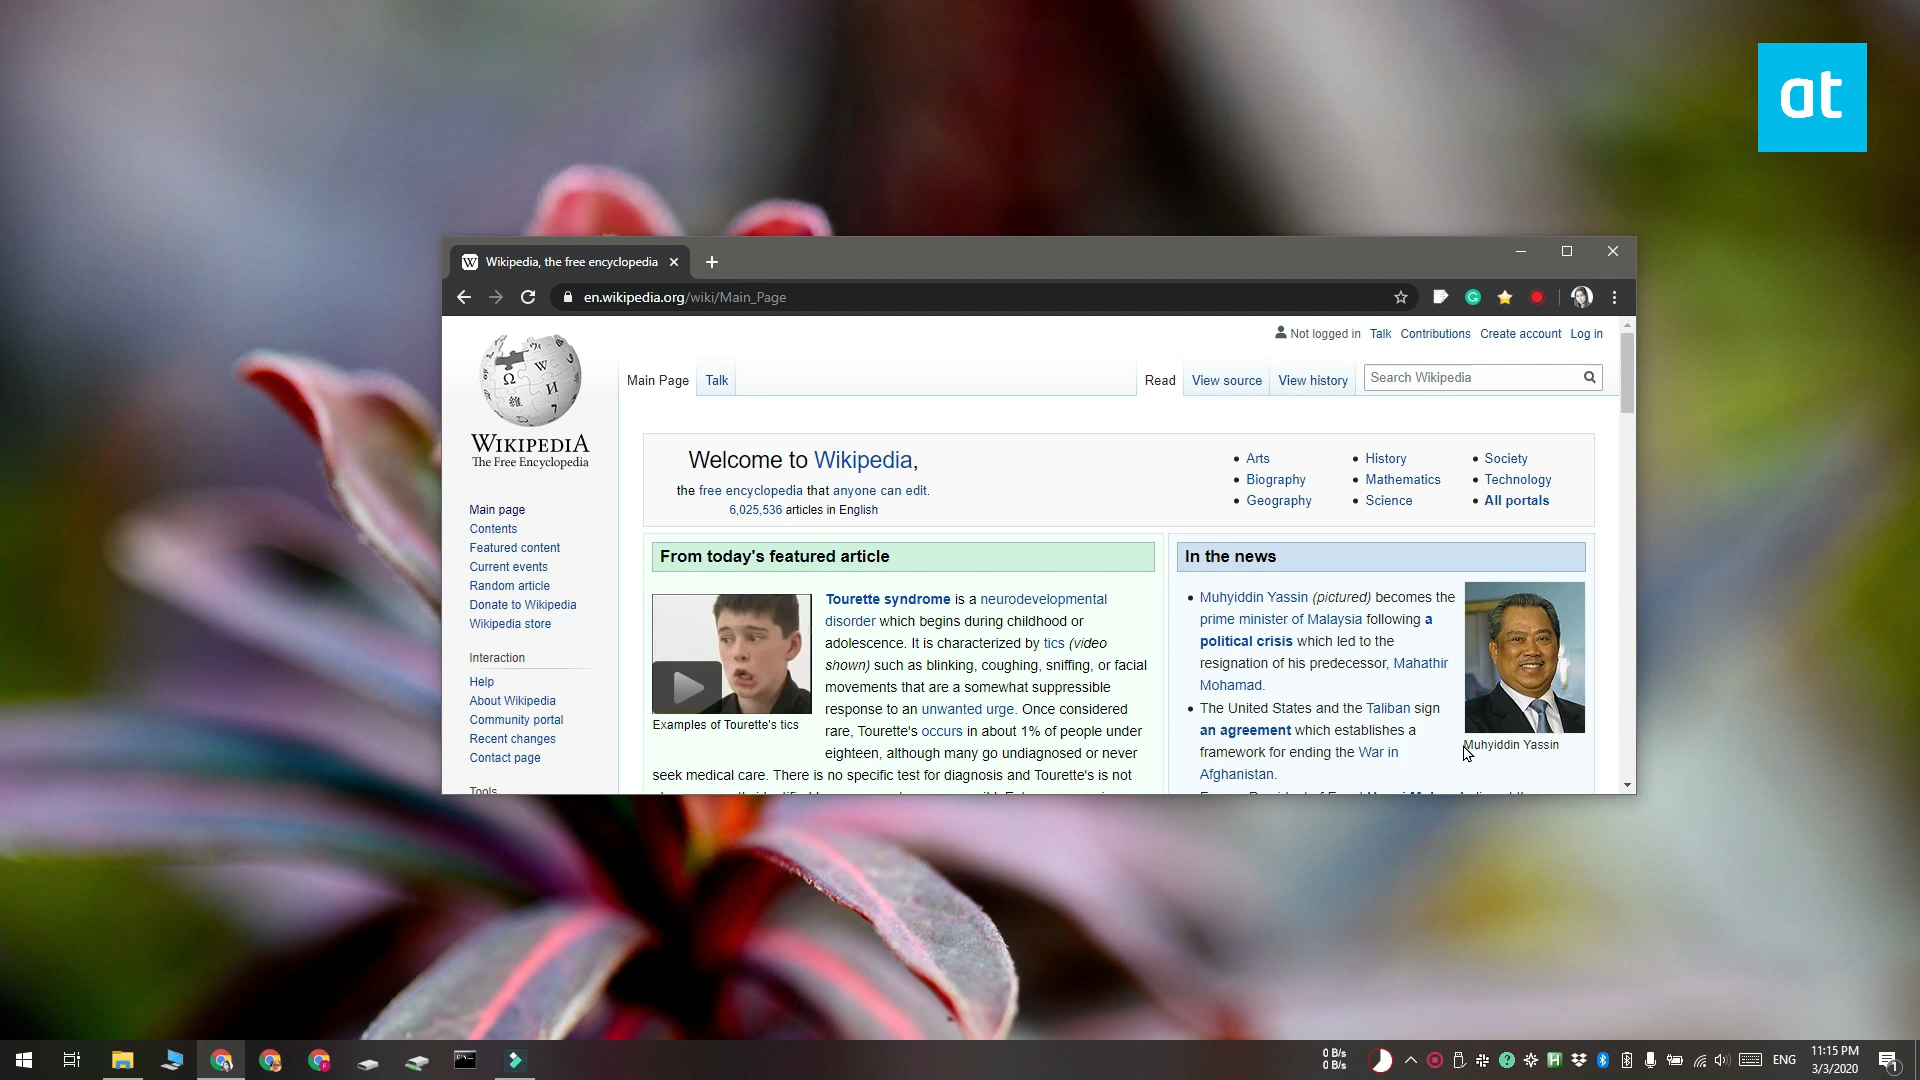 at
Wikipedia, the free encyclopedia
en.wikipedia.org/wiki/Main_Page
Not logged in Talk Contributions Create account Log in
Main Page Talk Read View source View history Search Wikipedia
WIKIPEDIA
The Free Encyclopedia
Main page
Contents
Featured content
Current events
Random article
Donate to Wikipedia
Wikipedia store
Interaction
Help
About Wikipedia
Community portal
Recent changes
Contact page
Tools
Welcome to Wikipedia,
the free encyclopedia that anyone can edit.
6,025,536 articles in English
Arts
Biography
Geography
History
Mathematics
Science
Society
Technology
All portals
From today's featured article
Examples of Tourette's tics
Tourette syndrome is a neurodevelopmental
disorder which begins during childhood or
adolescence. It is characterized by tics (video
shown) such as blinking, coughing, sniffing, or facial
movements that are a somewhat suppressible
response to an unwanted urge. Once considered
rare, Tourette's occurs in about 1% of people under
eighteen, although many go undiagnosed or never
seek medical care. There is no specific test for diagnosis and Tourette's is not
In the news
Muhyiddin Yassin (pictured) becomes the
prime minister of Malaysia following a
political crisis which led to the
resignation of his predecessor, Mahathir
Mohamad.
The United States and the Taliban sign
an agreement which establishes a
framework for ending the War in
Afghanistan.
Muhyiddin Yassin
0 B/s
0 B/s
ENG
11:15 PM
3/3/2020
1